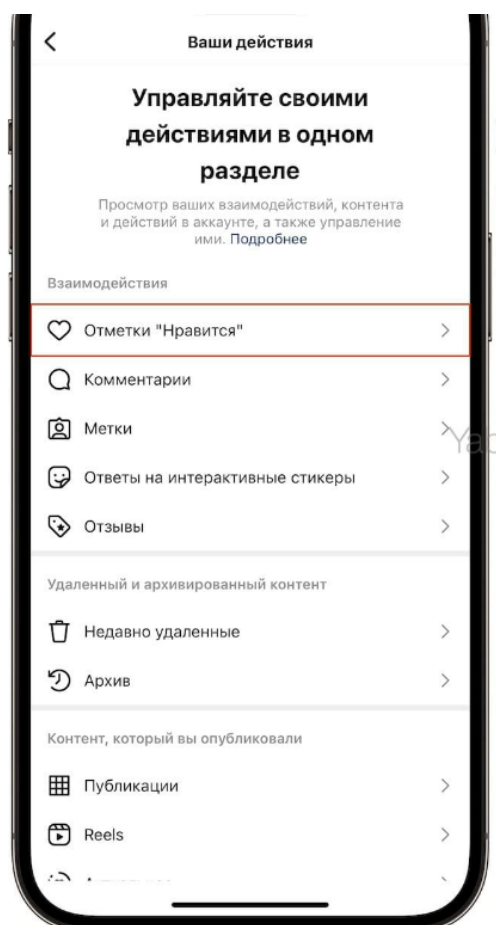 Ваши действия
Управляйте своими
действиями в одном
разделе
Просмотр ваших взаимодействий, контента
и действий в аккаунте, а также управление
ими. Подробнее
Взаимодействия
Отметки "Нравится"
Комментарии
Метки
Ответы на интерактивные стикеры
Отзывы
Удаленный и архивированный контент
Недавно удаленные
Архив
Контент, который вы опубликовали
Публикации
Reels